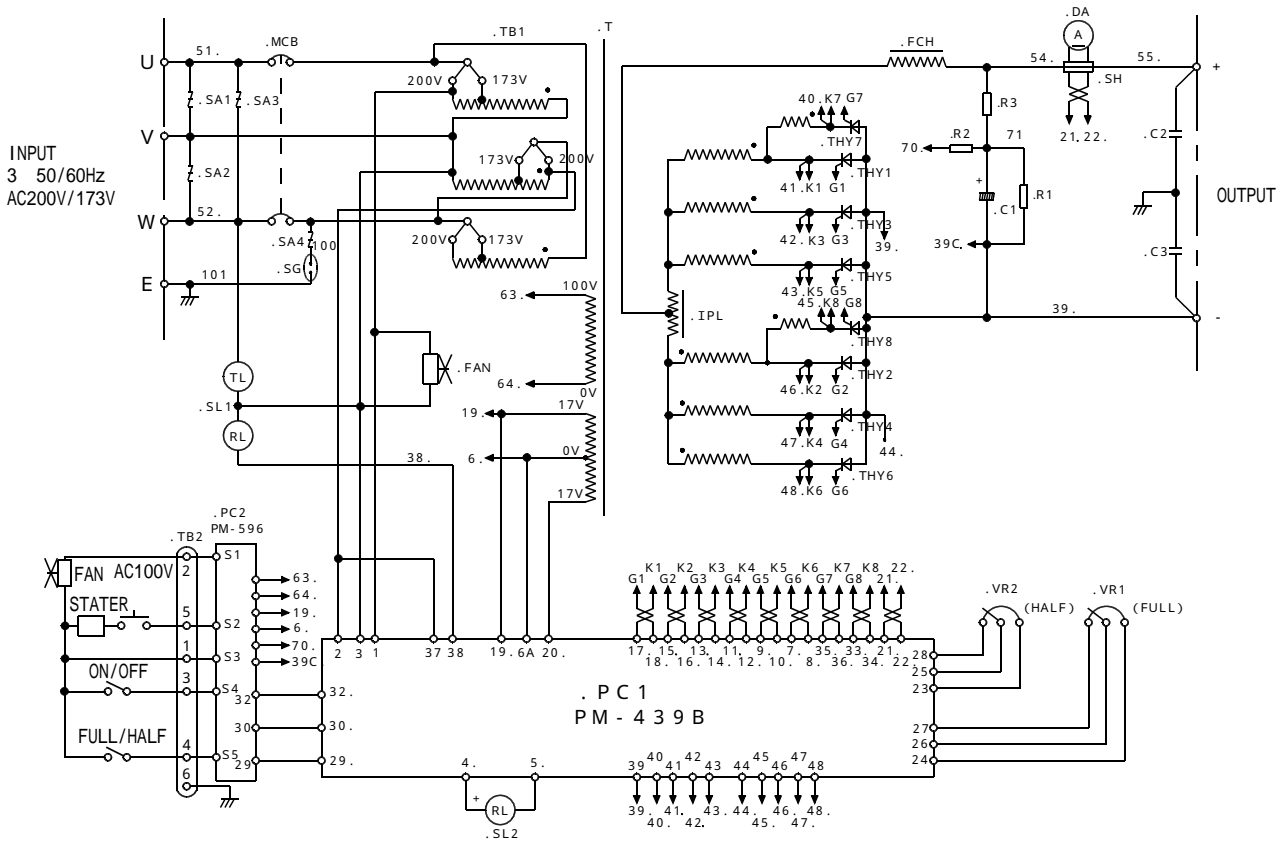 .DA
A
.TB1
.T
.FCH
54.
55.
U
51.
.MCB
+
200V
173V
.SH
.SA1
.SA3
40.K7
G7
.R3
21.22.
V
.THY7
.R2
71
.C2
70.
INPUT
3 50/60Hz
AC200V/173V
173V
200V
.THY1
.SA2
41.K1
G1
+
.C1
.R1
OUTPUT
W
52.
.THY3
.SA4
100
42.K3
G3
39.
39C.
.C3
200V
173V
.SG
.THY5
E
101
43.K5
G5
63.
100V
45.K8
G8
.IPL
39.
-
.THY8
.FAN
TL
64.
0V
.THY2
46.K2
G2
.SL1
17V
19.
.THY4
RL
47.K4
G4
44.
38.
6.
0V
.THY6
48.K6
G6
17V
.PC2
PM-596
.TB2
S1
FAN
AC100V
2
63.
64.
STATER
5
S2
19.
6.
1
S3
70.
39C
ON/OFF
3
S4
32
FULL/HALF
30
4
S5
29
6
K1 K2 K3 K4 K5 K6 K7 K8 22.
G1 G2 G3 G4 G5 G6 G7 G8 21.
.VR2
(HALF)
.VR1
(FULL)
2 3 1 37 38 19. 6A 20.
17. 15. 13. 11. 9. 7. 35. 33. 21.
18. 16. 14. 12. 10. 8. 36. 34. 22.
28
25
23
32.
.PC1
PM-439B
30.
27
26
29.
24
4. 5.
39 40 41 42 43 44 45 46 47 48
+
RL
.SL2
39. 41. 43. 44. 46. 48.
40. 42. 45. 47.